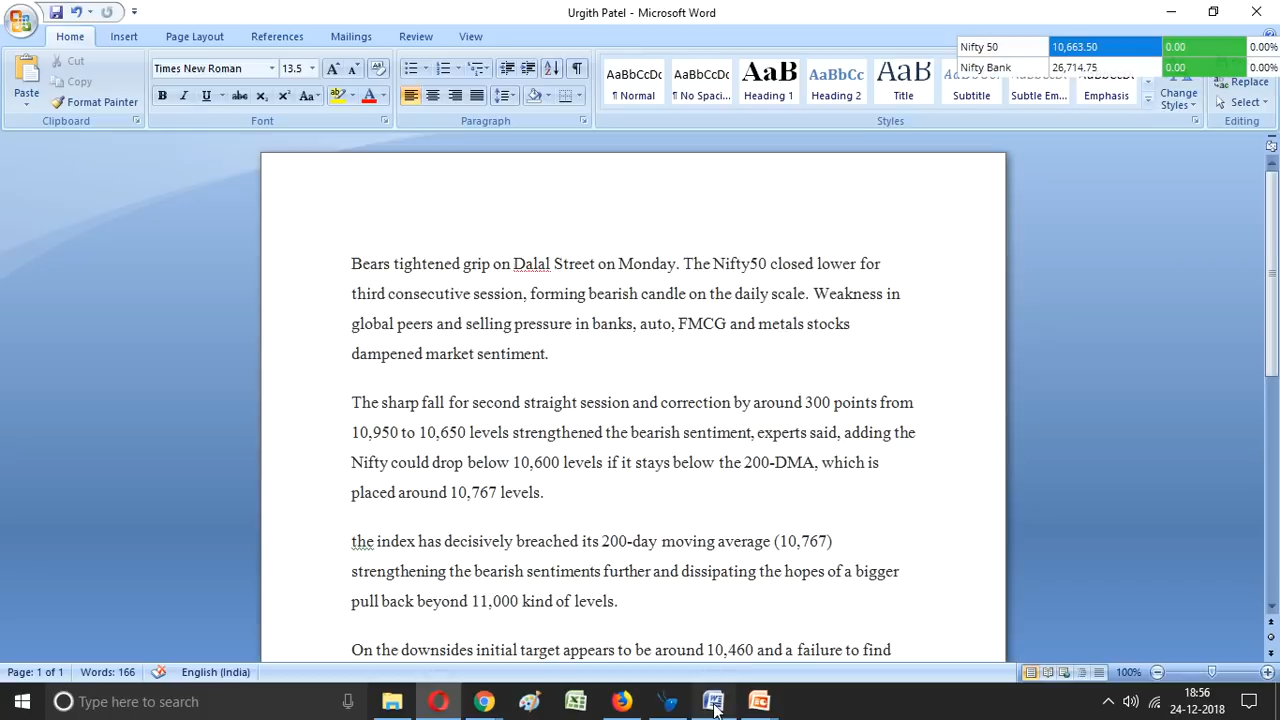 Urgith Patel - Microsoft Word
Home Insert Page Layout References Mailings Review View
Nifty 50 10,663.50 0.00 0.00%
Nifty Bank 26,714.75 0.00 0.00%
Paste
Cut
Copy
Format Painter
Clipboard
Times New Roman 13.5
Font
Paragraph
AaBbCcDc AaBbCcDc AaB AaBbCc AaB AaBbCc AaBbCcDc AaBbCcDc
¶ Normal ¶ No Spaci... Heading 1 Heading 2 Title Subtitle Subtle Em... Emphasis
Change Styles
Styles
Replace
Select
Editing
Bears tightened grip on Dalal Street on Monday. The Nifty50 closed lower for
third consecutive session, forming bearish candle on the daily scale. Weakness in
global peers and selling pressure in banks, auto, FMCG and metals stocks
dampened market sentiment.
The sharp fall for second straight session and correction by around 300 points from
10,950 to 10,650 levels strengthened the bearish sentiment, experts said, adding the
Nifty could drop below 10,600 levels if it stays below the 200-DMA, which is
placed around 10,767 levels.
the index has decisively breached its 200-day moving average (10,767)
strengthening the bearish sentiments further and dissipating the hopes of a bigger
pull back beyond 11,000 kind of levels.
On the downsides initial target appears to be around 10,460 and a failure to find
Page: 1 of 1 Words: 166 English (India) 100%
Type here to search
18:56
24-12-2018